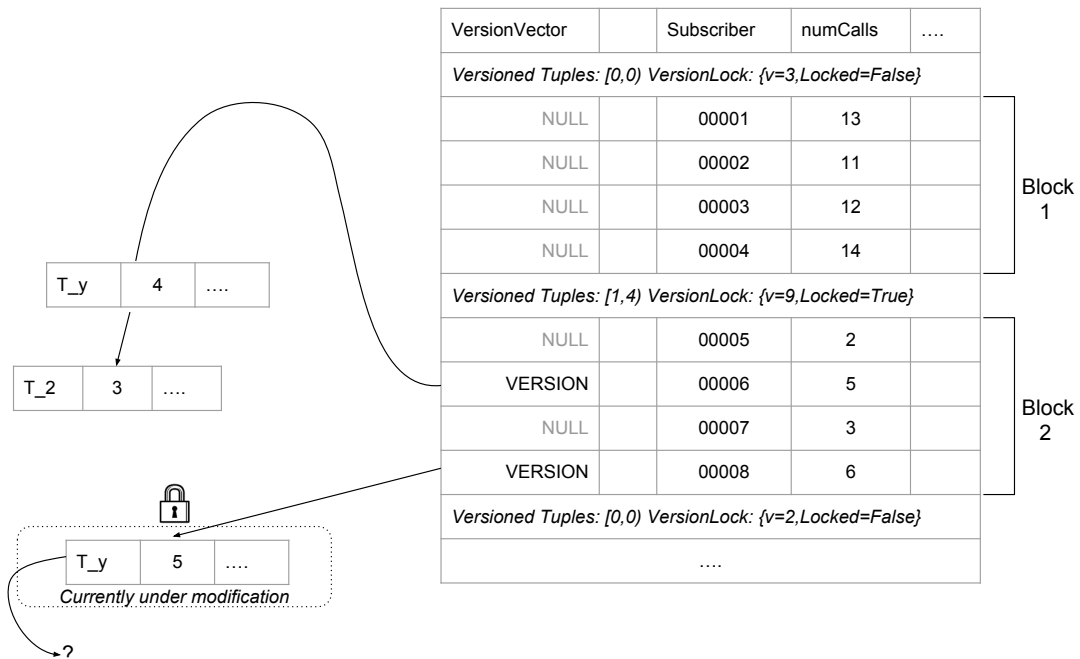 VersionVector Subscriber numCalls ....
Versioned Tuples: [0,0) VersionLock: {v=3,Locked=False}
NULL 00001 13
NULL 00002 11
NULL 00003 12
NULL 00004 14
Block
1
Versioned Tuples: [1,4) VersionLock: {v=9,Locked=True}
NULL 00005 2
VERSION 00006 5
NULL 00007 3
VERSION 00008 6
Block
2
Versioned Tuples: [0,0) VersionLock: {v=2,Locked=False}
....
T_y 4 ....
T_2 3 ....
T_y 5 ....
Currently under modification
?